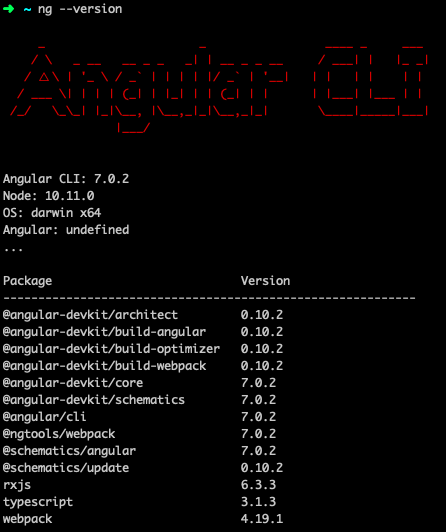 ➜ ~ ng --version
Angular CLI
Angular CLI: 7.0.2
Node: 10.11.0
OS: darwin x64
Angular: undefined
...
Package Version
-----------------------------------------------------------
@angular-devkit/architect 0.10.2
@angular-devkit/build-angular 0.10.2
@angular-devkit/build-optimizer 0.10.2
@angular-devkit/build-webpack 0.10.2
@angular-devkit/core 7.0.2
@angular-devkit/schematics 7.0.2
@angular/cli 7.0.2
@ngtools/webpack 7.0.2
@schematics/angular 7.0.2
@schematics/update 0.10.2
rxjs 6.3.3
typescript 3.1.3
webpack 4.19.1